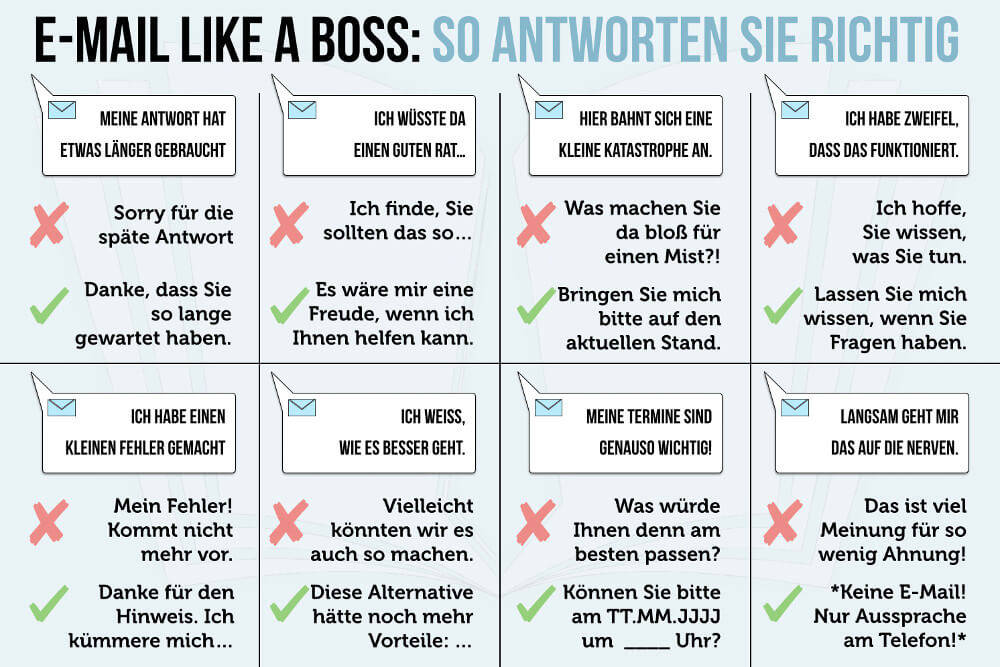 E-MAIL LIKE A BOSS: SO ANTWORTEN SIE RICHTIG
MEINE ANTWORT HAT
ETWAS LÄNGER GEBRAUCHT
Sorry für die
späte Antwort
Danke, dass Sie
so lange
gewartet haben.
ICH WÜSSTE DA
EINEN GUTEN RAT...
Ich finde, Sie
sollten das so...
Es wäre mir eine
Freude, wenn ich
Ihnen helfen kann.
HIER BAHNT SICH EINE
KLEINE KATASTROPHE AN.
Was machen Sie
da bloß für
einen Mist?!
Bringen Sie mich
bitte auf den
aktuellen Stand.
ICH HABE ZWEIFEL,
DASS DAS FUNKTIONIERT.
Ich hoffe,
Sie wissen,
was Sie tun.
Lassen Sie mich
wissen, wenn Sie
Fragen haben.
ICH HABE EINEN
KLEINEN FEHLER GEMACHT
Mein Fehler!
Kommt nicht
mehr vor.
Danke für den
Hinweis. Ich
kümmere mich...
ICH WEISS,
WIE ES BESSER GEHT.
Vielleicht
könnten wir es
auch so machen.
Diese Alternative
hätte noch mehr
Vorteile: ...
MEINE TERMINE SIND
GENAUSO WICHTIG!
Was würde
Ihnen denn am
besten passen?
Können Sie bitte
am TT.MM.JJJJ
um ____ Uhr?
LANGSAM GEHT MIR
DAS AUF DIE NERVEN.
Das ist viel
Meinung für so
wenig Ahnung!
*Keine E-Mail!
Nur Aussprache
am Telefon!*